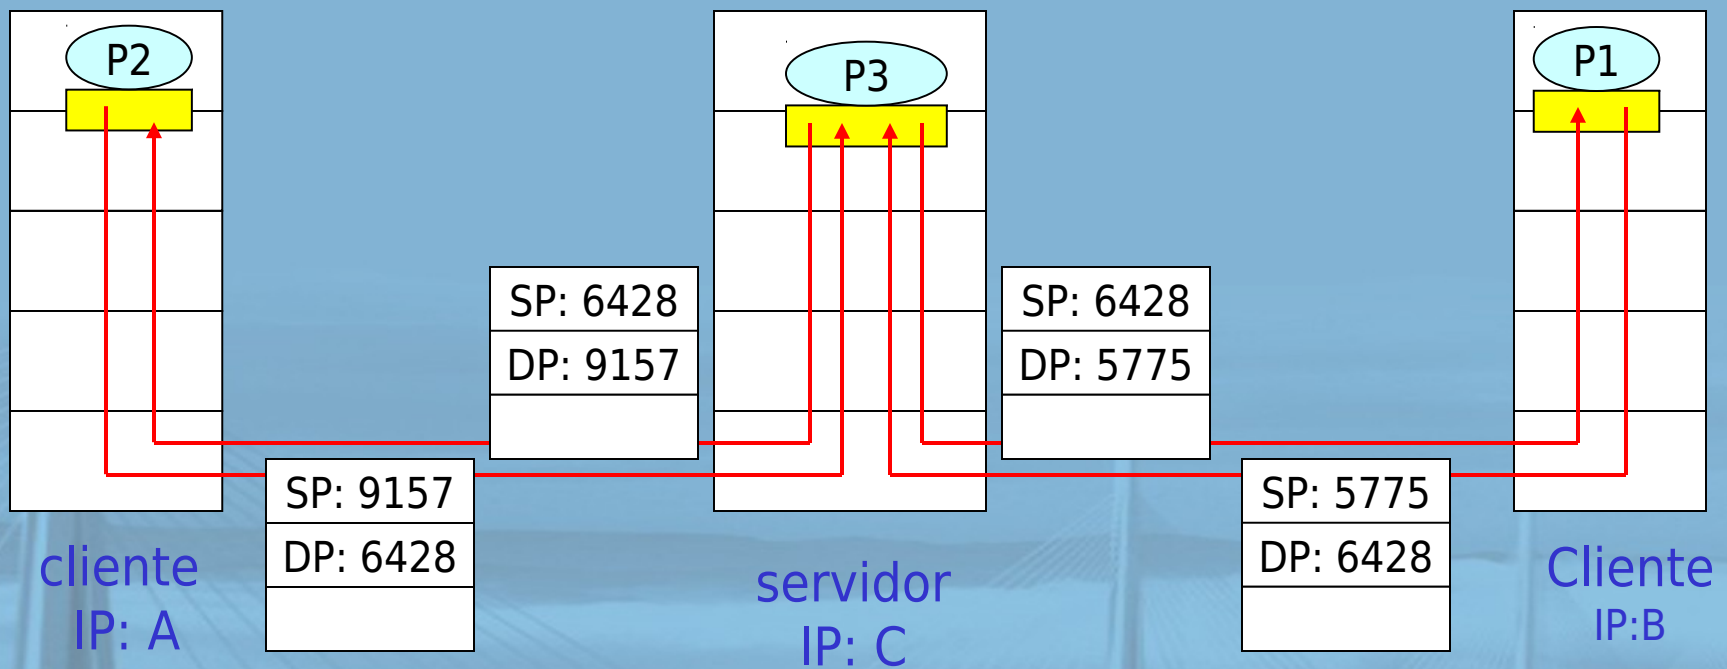 P2
P3
P1
SP: 6428
DP: 9157
SP: 6428
DP: 5775
SP: 9157
DP: 6428
SP: 5775
DP: 6428
cliente
IP: A
servidor
IP: C
Cliente
IP:B